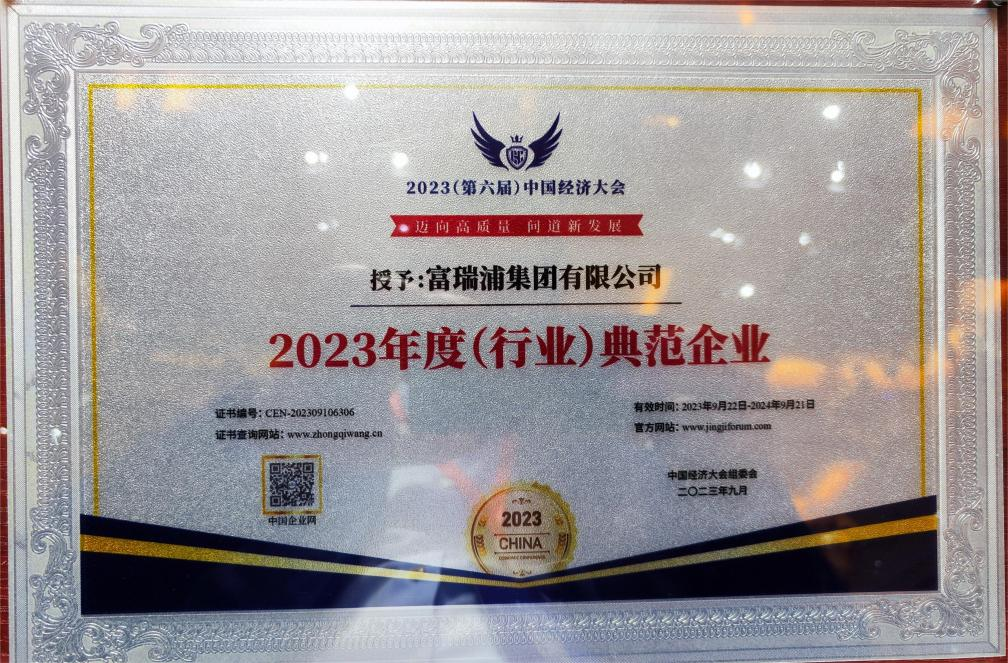 2023(第六届)中国经济大会
迈向高质量 问道新发展
授予:富瑞浦集团有限公司
2023年度(行业)典范企业
证书编号: CEN-202309106306
证书查询网站: www.zhongqiwang.cn
有效时间: 2023年9月22日-2024年9月21日
官方网站: www.jingjiforum.com
中国企业网
中国经济大会组委会
二〇二三年九月
2023
CHINA
ECONOMIC CONFERENCE